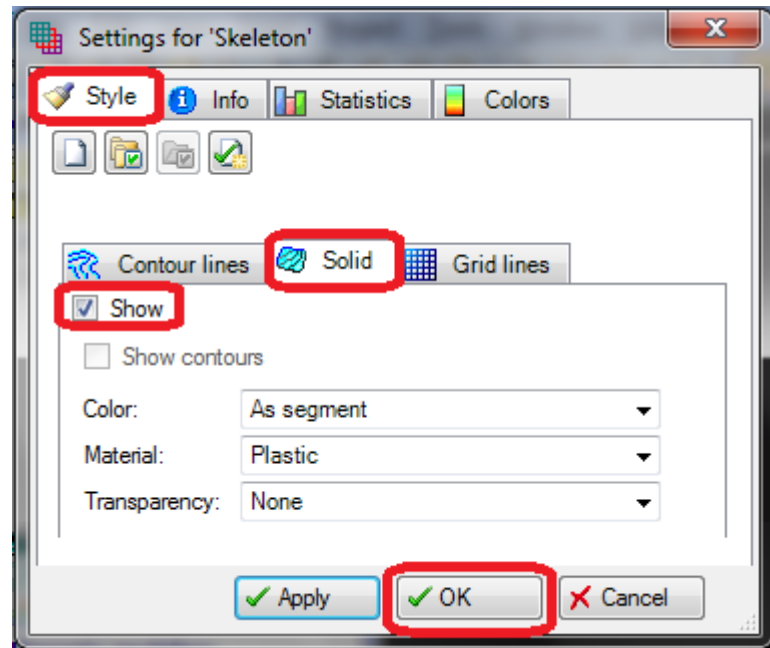 Settings for 'Skeleton'
Style Info Statistics Colors
Contour lines Solid Grid lines
Show
Show contours
Color: As segment
Material: Plastic
Transparency: None
Apply OK Cancel